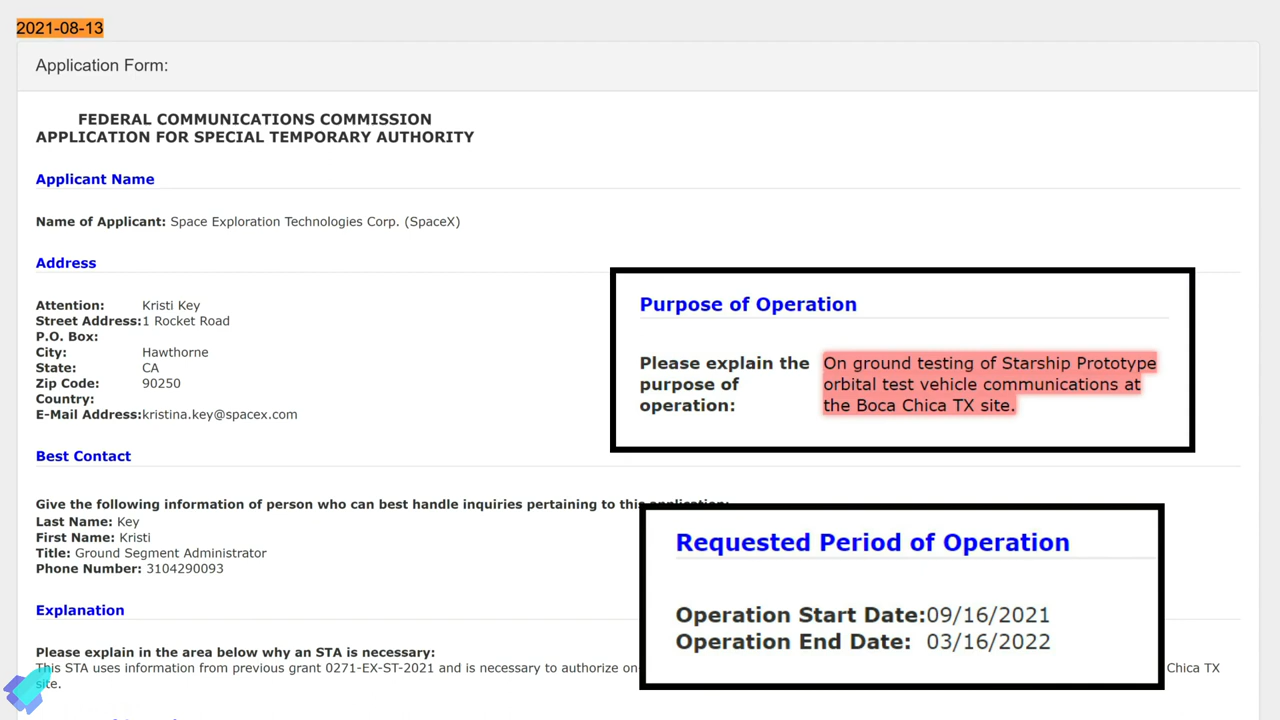 2021-08-13
Application Form:
FEDERAL COMMUNICATIONS COMMISSION
APPLICATION FOR SPECIAL TEMPORARY AUTHORITY
Applicant Name
Name of Applicant: Space Exploration Technologies Corp. (SpaceX)
Address
Attention: Kristi Key
Street Address:1 Rocket Road
P.O. Box:
City: Hawthorne
State: CA
Zip Code: 90250
Country:
E-Mail Address:kristina.key@spacex.com
Best Contact
Give the following information of person who can best handle inquiries pertaining to this application:
Last Name: Key
First Name: Kristi
Title: Ground Segment Administrator
Phone Number: 3104290093
Explanation
Please explain in the area below why an STA is necessary:
This STA uses information from previous grant 0271-EX-ST-2021 and is necessary to authorize on- Chica TX
site.
Purpose of Operation
Please explain the On ground testing of Starship Prototype
purpose of orbital test vehicle communications at
operation: the Boca Chica TX site.
Requested Period of Operation
Operation Start Date:09/16/2021
Operation End Date: 03/16/2022